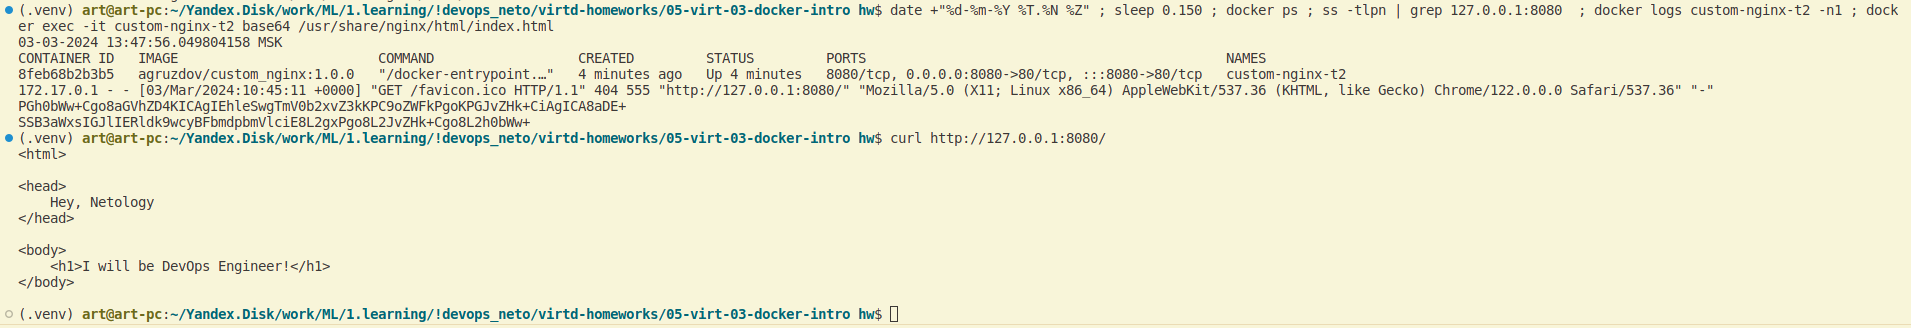 (.venv) art@art-pc:~/Yandex.Disk/work/ML/1.learning/!devops_neto/virtd-homeworks/05-virt-03-docker-intro hw$ date +"%d-%m-%Y %T.%N %Z" ; sleep 0.150 ; docker ps ; ss -tlpn | grep 127.0.0.1:8080  ; docker logs custom-nginx-t2 -n1 ; dock
er exec -it custom-nginx-t2 base64 /usr/share/nginx/html/index.html
03-03-2024 13:47:56.049804158 MSK
CONTAINER ID   IMAGE                         COMMAND                  CREATED         STATUS         PORTS                                             NAMES
8feb68b2b3b5   agruzdov/custom_nginx:1.0.0   "/docker-entrypoint.…"   4 minutes ago   Up 4 minutes   8080/tcp, 0.0.0.0:8080->80/tcp, :::8080->80/tcp   custom-nginx-t2
172.17.0.1 - - [03/Mar/2024:10:45:11 +0000] "GET /favicon.ico HTTP/1.1" 404 555 "http://127.0.0.1:8080/" "Mozilla/5.0 (X11; Linux x86_64) AppleWebKit/537.36 (KHTML, like Gecko) Chrome/122.0.0.0 Safari/537.36" "-"
PGh0bWw+Cgo8aGVhZD4KICAgIEhleSwgTmV0b2xvZ3kKPC9oZWFkPgoKPGJvZHk+CiAgICA8aDE+
SSB3aWxsIGJlIERldk9wcyBFbmdpbmVlciE8L2gxPgo8L2JvZHk+Cgo8L2h0bWw+
(.venv) art@art-pc:~/Yandex.Disk/work/ML/1.learning/!devops_neto/virtd-homeworks/05-virt-03-docker-intro hw$ curl http://127.0.0.1:8080/
<html>
<head>
    Hey, Netology
</head>
<body>
    <h1>I will be DevOps Engineer!</h1>
</body>
(.venv) art@art-pc:~/Yandex.Disk/work/ML/1.learning/!devops_neto/virtd-homeworks/05-virt-03-docker-intro hw$